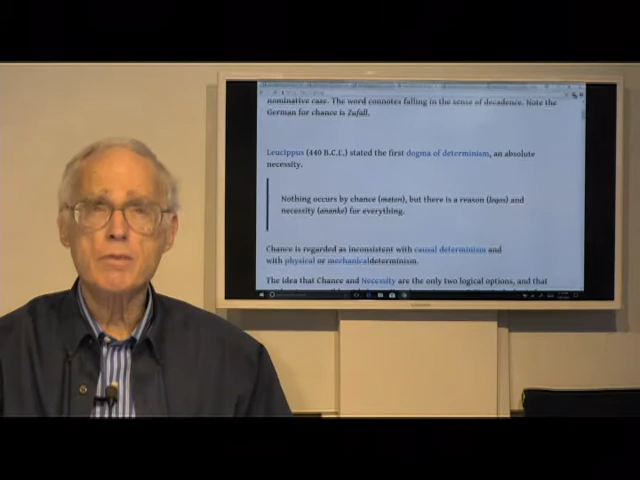 nominative case. The word connotes falling in the sense of decadence. Note the
German for chance is Zufall.
Leucippus (440 B.C.E.) stated the first dogma of determinism, an absolute
necessity.
Nothing occurs by chance (maton), but there is a reason (logos) and
necessity (ananke) for everything.
Chance is regarded as inconsistent with causal determinism and
with physical or mechanicaldeterminism.
The idea that Chance and Necessity are the only two logical options, and that